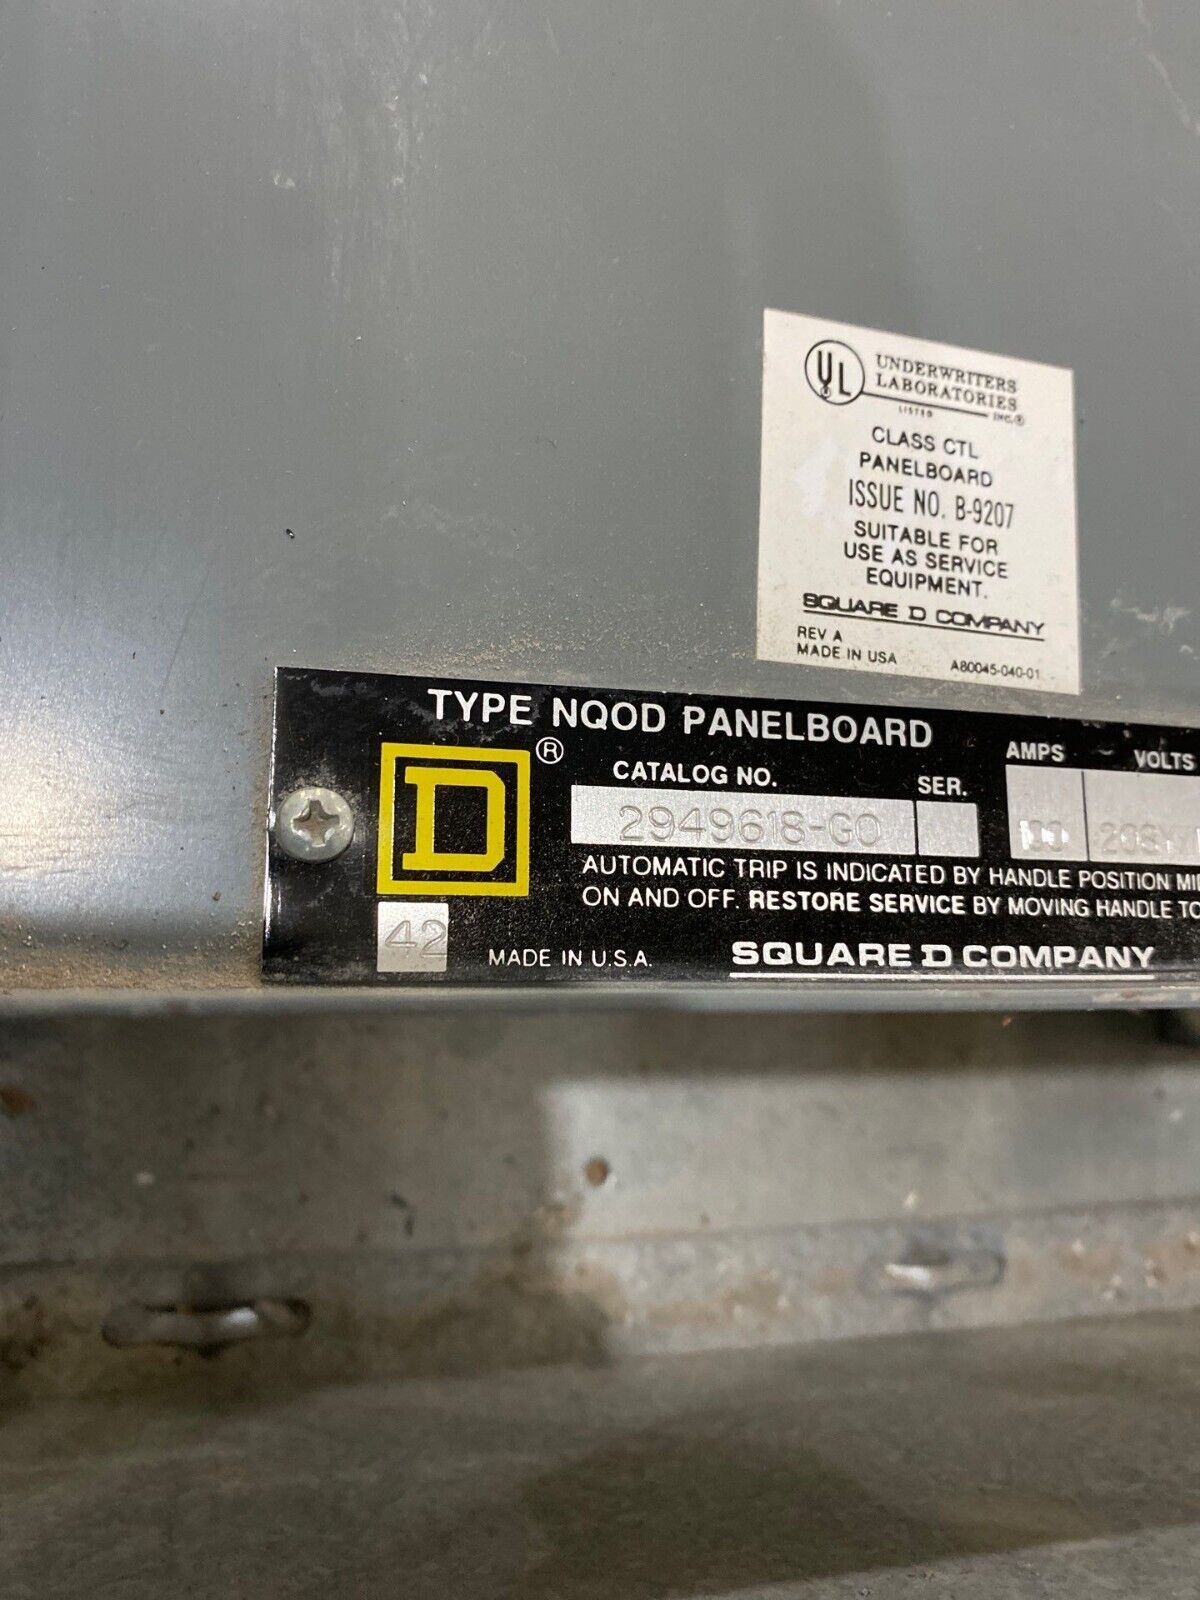 UL UNDERWRITERS
LABORATORIES
LISTED INC.®
CLASS CTL
PANELBOARD
ISSUE NO. B-9207
SUITABLE FOR
USE AS SERVICE
EQUIPMENT.
SQUARE D COMPANY
REV A
MADE IN USA A80045-040-01
TYPE NQOD PANELBOARD
D ®
CATALOG NO. SER. AMPS VOLTS
2949618-GO
AUTOMATIC TRIP IS INDICATED BY HANDLE POSITION
ON AND OFF. RESTORE SERVICE BY MOVING HANDLE TO
42 MADE IN U.S.A. SQUARE D COMPANY